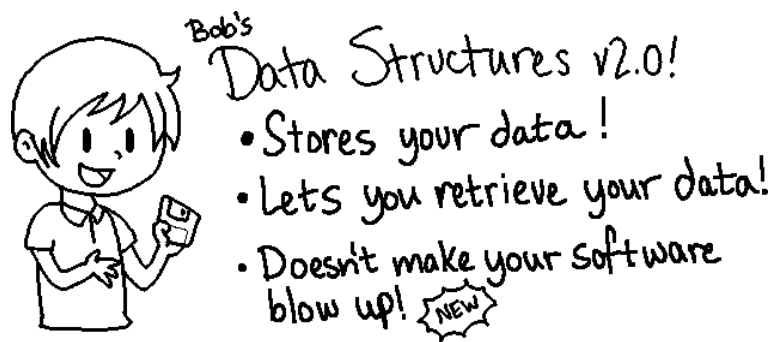 Bob's
Data Structures v2.0!
• Stores your data!
• Lets you retrieve your data!
• Doesn't make your software
blow up! NEW